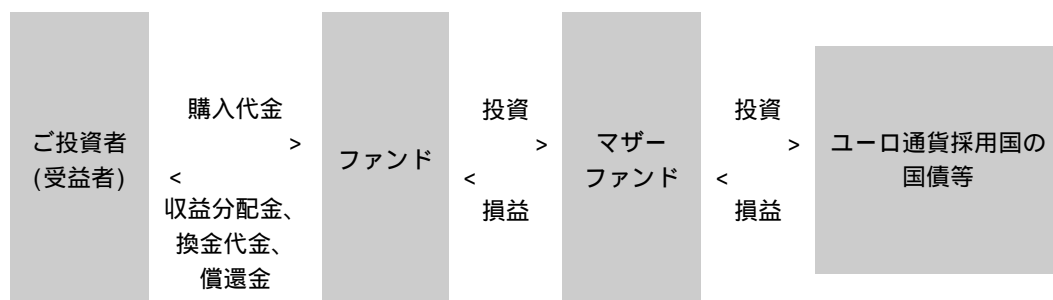 ご投資者
(受益者)
購入代金
>
<
収益分配金、
換金代金、
償還金
ファンド
投資
>
<
損益
マザー
ファンド
投資
>
<
損益
ユーロ通貨採用国の
国債等